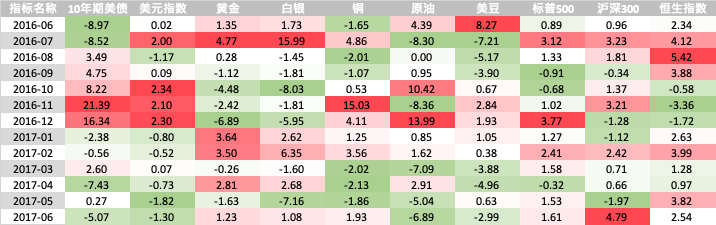 指标名称 10年期美债 美元指数 黄金 白银 铜 原油 美豆 标普500 沪深300 恒生指数
2016-06 -8.97 0.02 1.35 1.73 -1.65 4.39 8.27 0.89 0.96 2.34
2016-07 -8.52 2.00 4.77 15.99 4.86 -8.30 -7.21 3.12 3.23 4.12
2016-08 3.49 -1.17 0.28 -1.45 -2.01 0.00 -5.17 1.33 1.81 5.42
2016-09 4.75 0.09 -1.12 -1.81 -1.07 0.95 -3.90 -0.91 -0.34 3.88
2016-10 8.22 2.34 -4.48 -8.03 0.53 10.42 0.67 -0.68 1.37 -0.58
2016-11 21.39 2.10 -2.42 -1.81 15.03 -8.36 2.84 1.02 3.21 -3.36
2016-12 16.34 2.30 -6.89 -5.95 4.11 13.99 1.93 3.77 -1.28 -1.72
2017-01 -2.38 -0.80 3.64 2.62 1.25 0.85 1.05 1.27 -1.12 2.63
2017-02 -0.56 -0.52 3.50 6.35 3.56 1.62 0.38 2.41 2.42 3.99
2017-03 2.60 0.07 -0.26 -1.60 -2.02 -7.09 -3.88 1.58 0.71 1.28
2017-04 -7.43 -0.73 2.81 2.68 -2.13 2.91 -4.96 -0.32 0.66 0.97
2017-05 0.27 -1.82 -1.63 -7.16 -1.86 -5.04 0.63 1.53 -1.97 3.82
2017-06 -5.07 -1.30 1.23 1.08 1.93 -6.89 -2.99 1.61 4.79 2.54